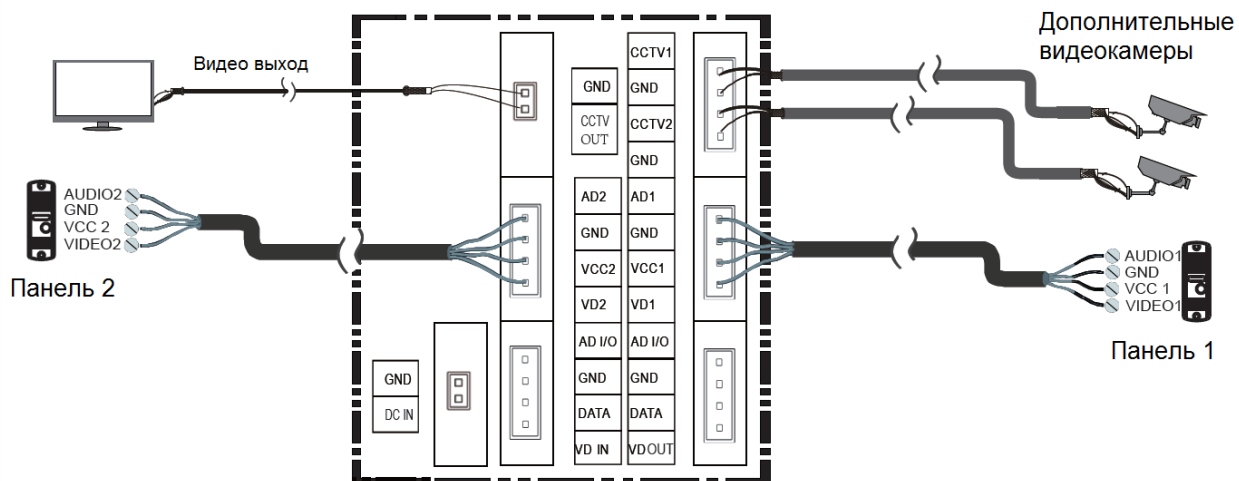 Дополнительные
видеокамеры
Видео выход
AUDIO2
GND
VCC 2
VIDEO2
Панель 2
GND
CCTV
OUT
AD2
GND
VCC2
VD2
AD I/O
GND
DATA
VD IN
CCTV1
GND
CCTV2
GND
AD1
GND
VCC1
VD1
AD I/O
GND
DATA
VDOUT
GND
DC IN
AUDIO1
GND
VCC 1
VIDEO1
Панель 1